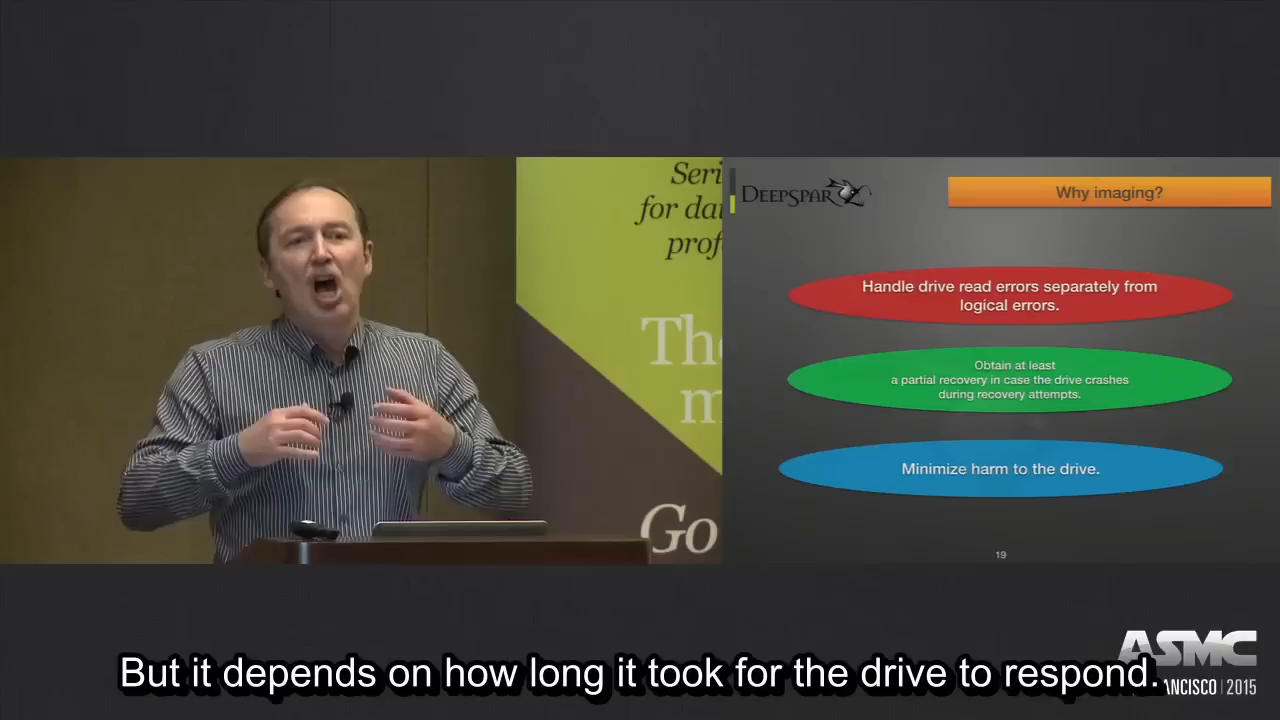 Seri
for da
prof
The
m
Go
DEEPSPAR
Why imaging?
Handle drive read errors separately from
logical errors.
Obtain at least
a partial recovery in case the drive crashes
during recovery attempts.
Minimize harm to the drive.
19
ASMC
ANCISCO | 2015
But it depends on how long it took for the drive to respond.